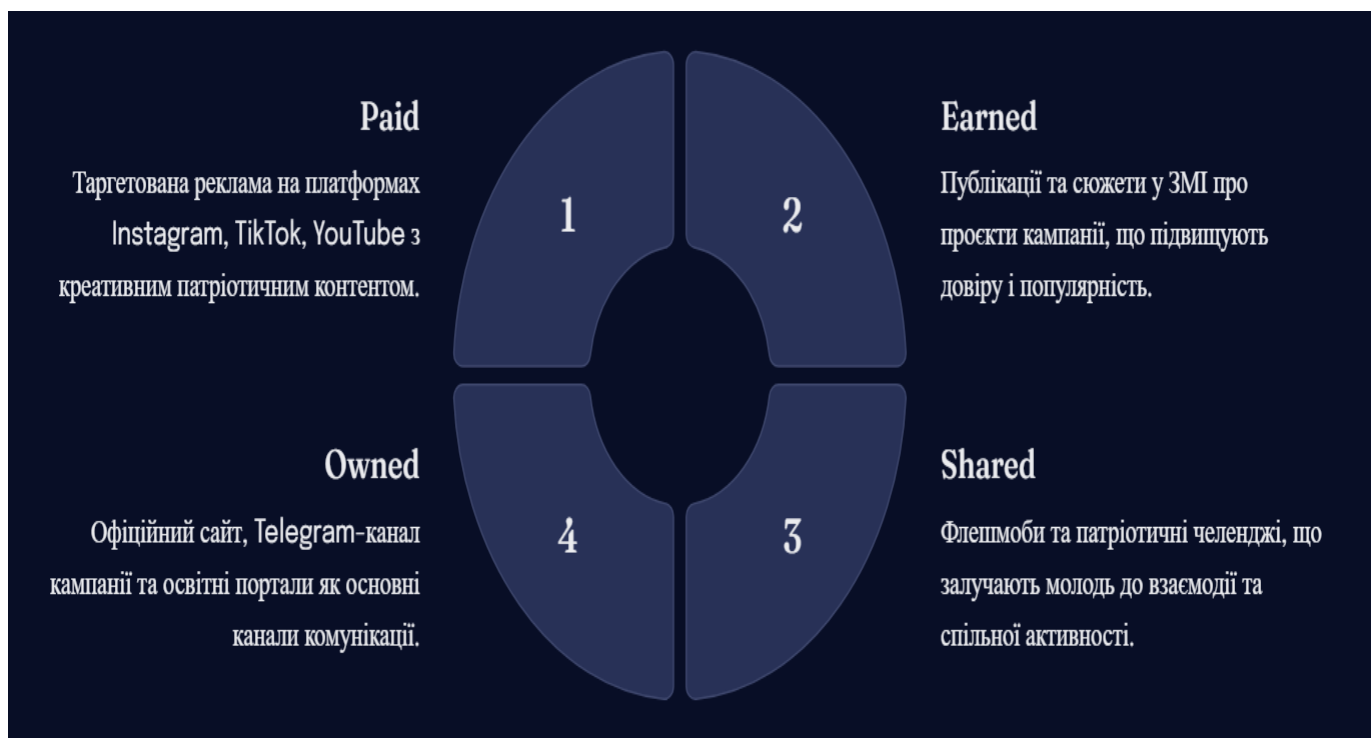 Paid
Таргетована реклама на платформах
Instagram, TikTok, YouTube з
креативним патріотичним контентом.
1
2
Earned
Публікації та сюжети у ЗМІ про
проєкти кампанії, що підвищують
довіру і популярність.
Owned
Офіційний сайт, Telegram-канал
кампанії та освітні портали як основні
канали комунікації.
4
3
Shared
Флешмоби та патріотичні челенджі, що
залучають молодь до взаємодії та
спільної активності.